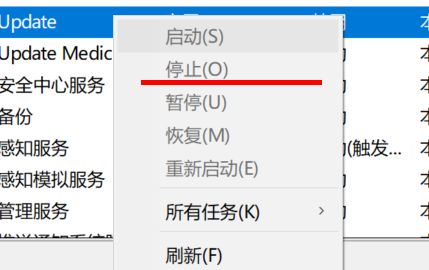 Update
启动(S)
Update Medic
停止(O)
安全中心服务
暂停(U)
备份
恢复(M)
感知服务
重新启动(E)
(触发...
感知模拟服务
管理服务
所有任务(K)
刷新(F)